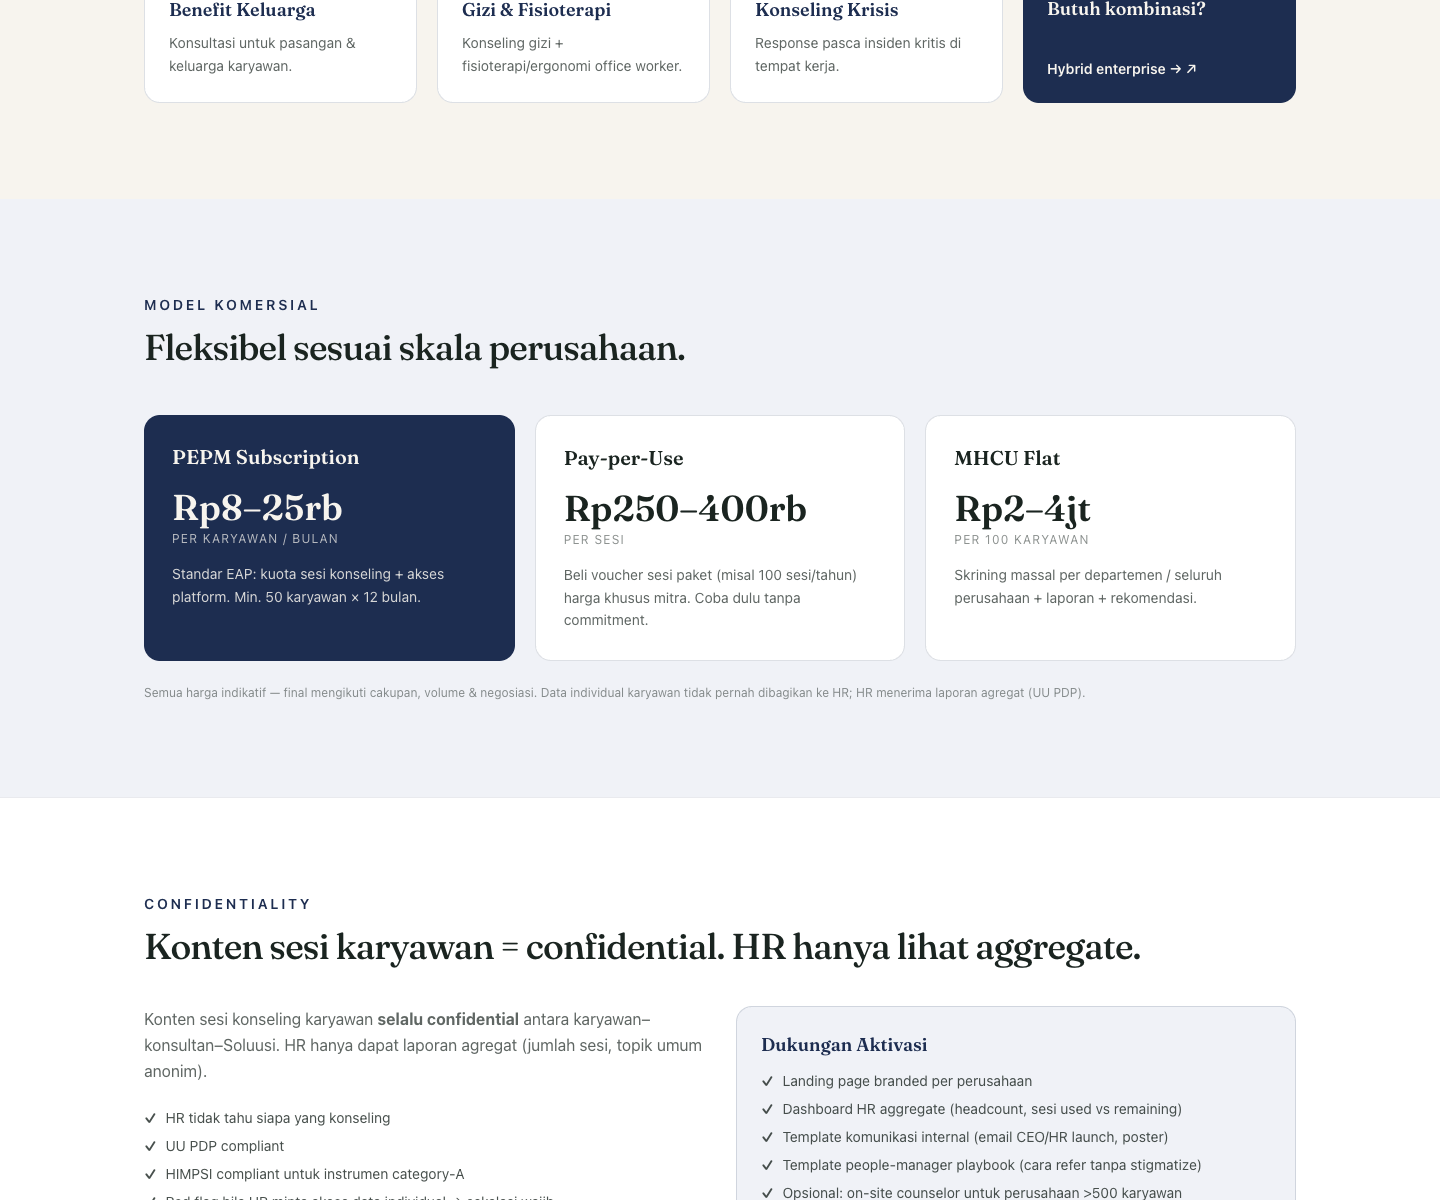 Benefit Keluarga
Konsultasi untuk pasangan &
keluarga karyawan.
Gizi & Fisioterapi
Konseling gizi +
fisioterapi/ergonomi office worker.
Konseling Krisis
Response pasca insiden kritis di
tempat kerja.
Butuh kombinasi?
Hybrid enterprise → ↗
MODEL KOMERSIAL
Fleksibel sesuai skala perusahaan.
PEPM Subscription
Rp8–25rb
PER KARYAWAN / BULAN
Standar EAP: kuota sesi konseling + akses
platform. Min. 50 karyawan × 12 bulan.
Pay-per-Use
Rp250–400rb
PER SESI
Beli voucher sesi paket (misal 100 sesi/tahun)
harga khusus mitra. Coba dulu tanpa
commitment.
MHCU Flat
Rp2–4jt
PER 100 KARYAWAN
Skrining massal per departemen / seluruh
perusahaan + laporan + rekomendasi.
Semua harga indikatif — final mengikuti cakupan, volume & negosiasi. Data individual karyawan tidak pernah dibagikan ke HR; HR menerima laporan agregat (UU PDP).
CONFIDENTIALITY
Konten sesi karyawan = confidential. HR hanya lihat aggregate.
Konten sesi konseling karyawan selalu confidential antara karyawan–
konsultan–Soluusi. HR hanya dapat laporan agregat (jumlah sesi, topik umum
anonim).
✓ HR tidak tahu siapa yang konseling
✓ UU PDP compliant
✓ HIMPSI compliant untuk instrumen category-A
Dukungan Aktivasi
✓ Landing page branded per perusahaan
✓ Dashboard HR aggregate (headcount, sesi used vs remaining)
✓ Template komunikasi internal (email CEO/HR launch, poster)
✓ Template people-manager playbook (cara refer tanpa stigmatize)
✓ Opsional: on-site counselor untuk perusahaan >500 karyawan